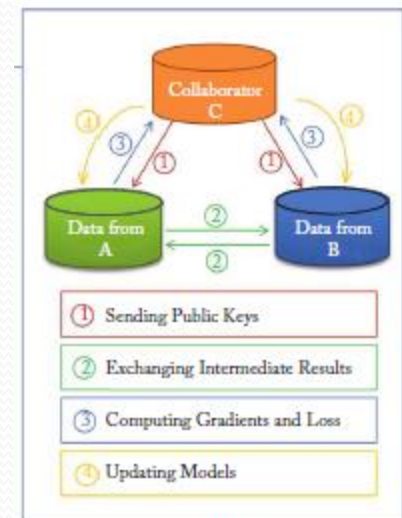 Collaborator
C
④ ③ ① ① ③ ④
Data from
A
②
②
Data from
B
① Sending Public Keys
② Exchanging Intermediate Results
③ Computing Gradients and Loss
④ Updating Models